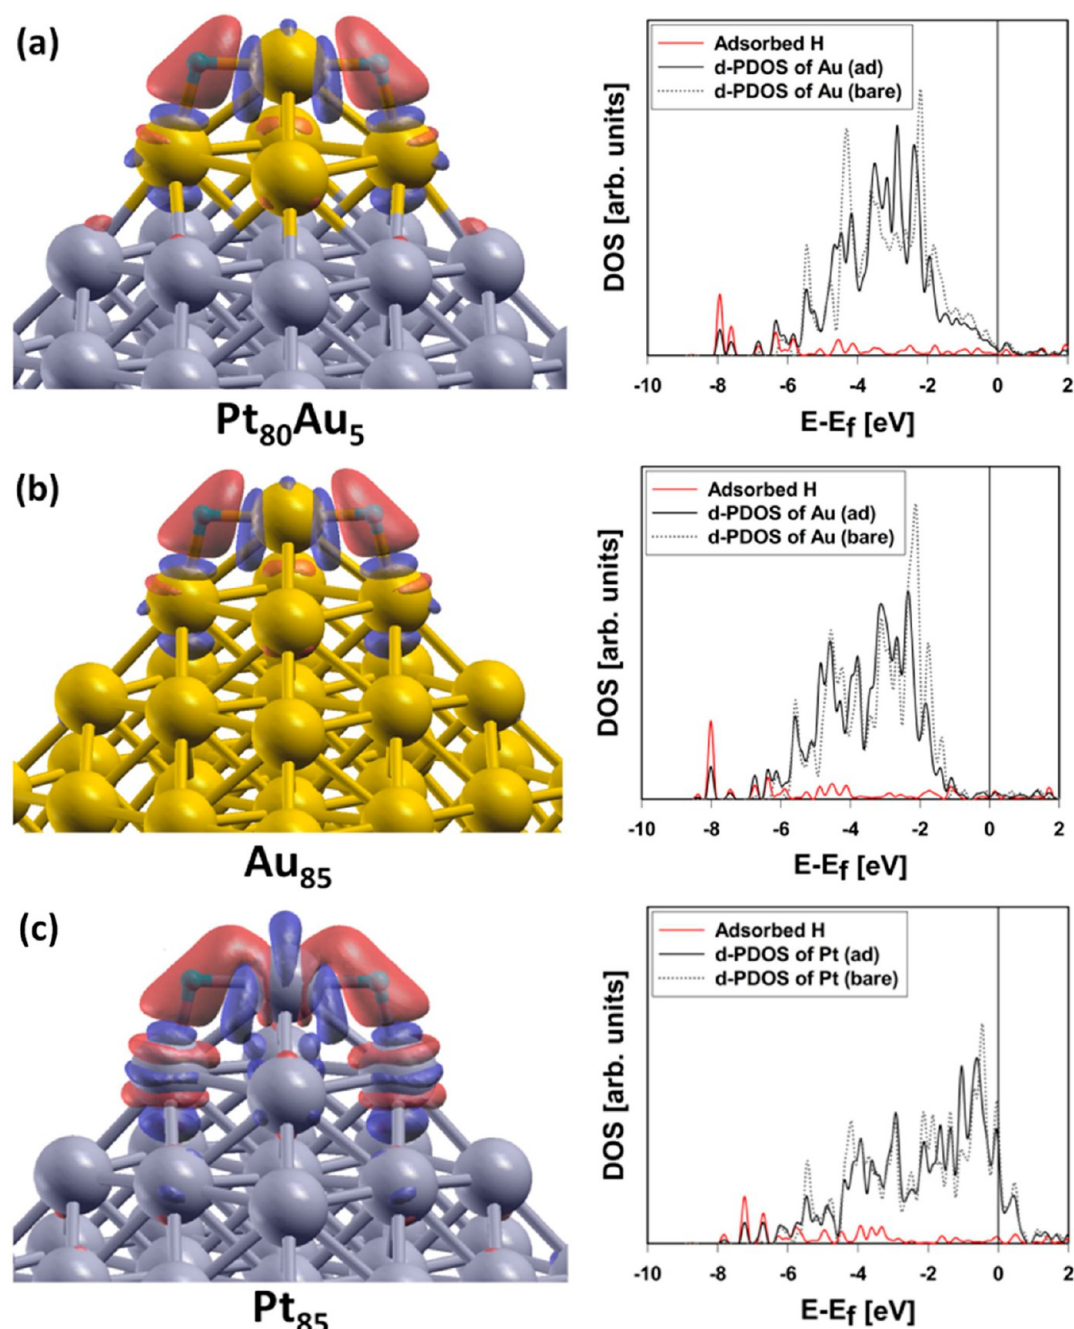 (a)
Adsorbed H
d-PDOS of Au (ad)
d-PDOS of Au (bare)
DOS [arb. units]
-10 -8 -6 -4 -2 0 2
E-E_f [eV]
Pt₈₀Au₅
(b)
Adsorbed H
d-PDOS of Au (ad)
d-PDOS of Au (bare)
DOS [arb. units]
-10 -8 -6 -4 -2 0 2
E-E_f [eV]
Au₈₅
(c)
Adsorbed H
d-PDOS of Pt (ad)
d-PDOS of Pt (bare)
DOS [arb. units]
-10 -8 -6 -4 -2 0 2
E-E_f [eV]
Pt₈₅